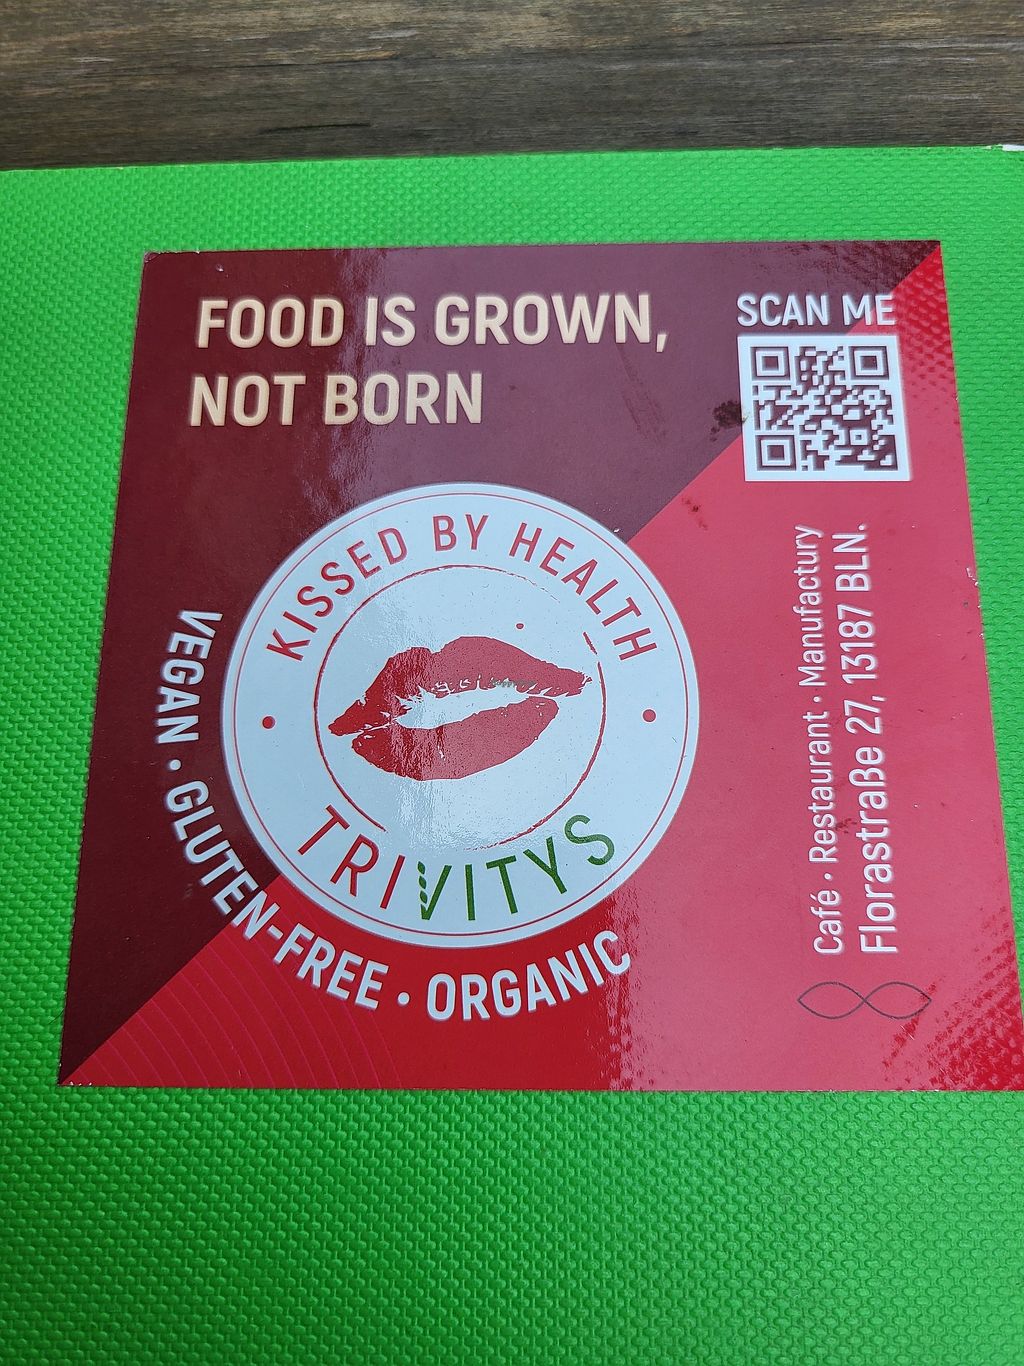 FOOD IS GROWN,
NOT BORN
SCAN ME
KISSED BY HEALTH
TRIVITYS
VEGAN · GLUTEN-FREE · ORGANIC
Café · Restaurant · Manufactury
Florastraße 27, 13187 BLN.